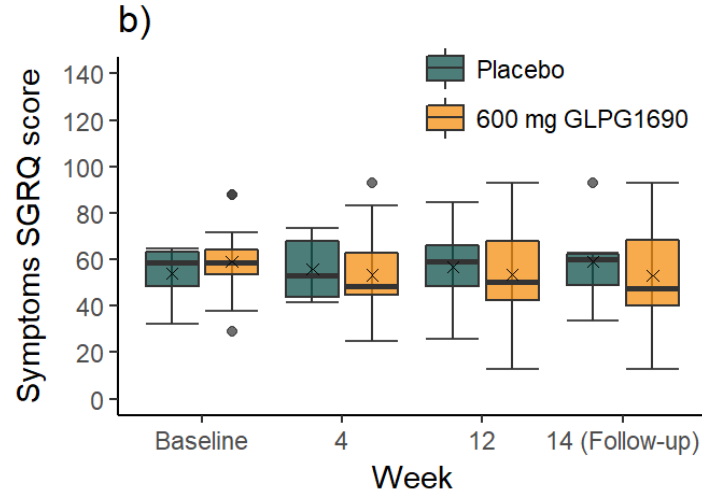 b)
Placebo
600 mg GLPG1690
Symptoms SGRQ score
140
120
100
80
60
40
20
0
Baseline 4 12 14 (Follow-up)
Week